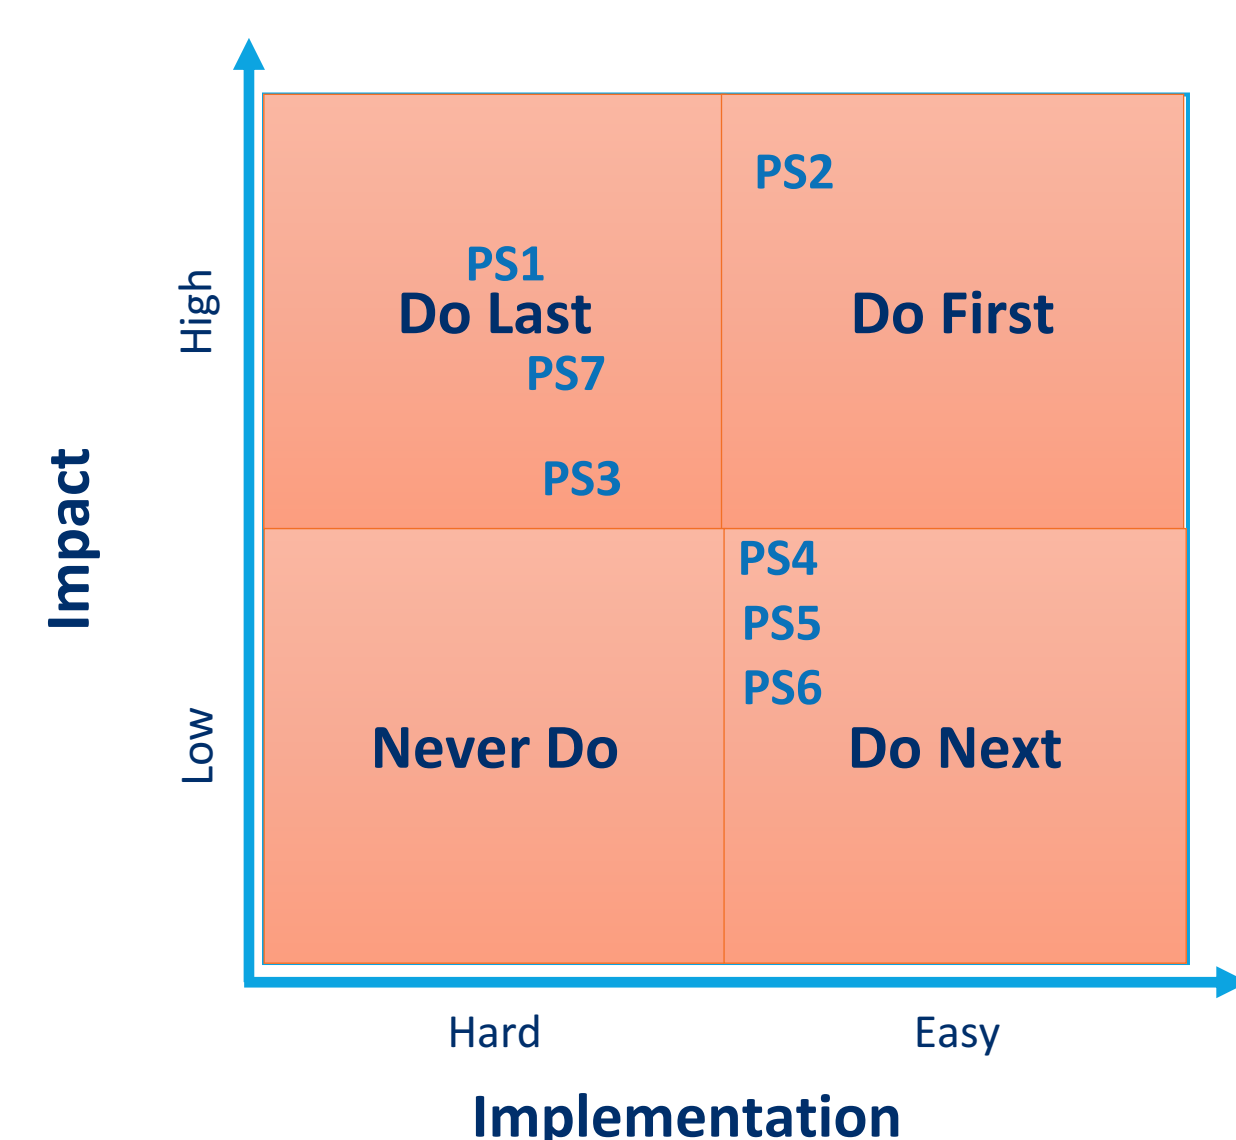 PS2
PS1
Do Last
Do First
PS7
PS3
High
Impact
PS4
PS5
PS6
Never Do
Do Next
Low
Hard
Easy
Implementation